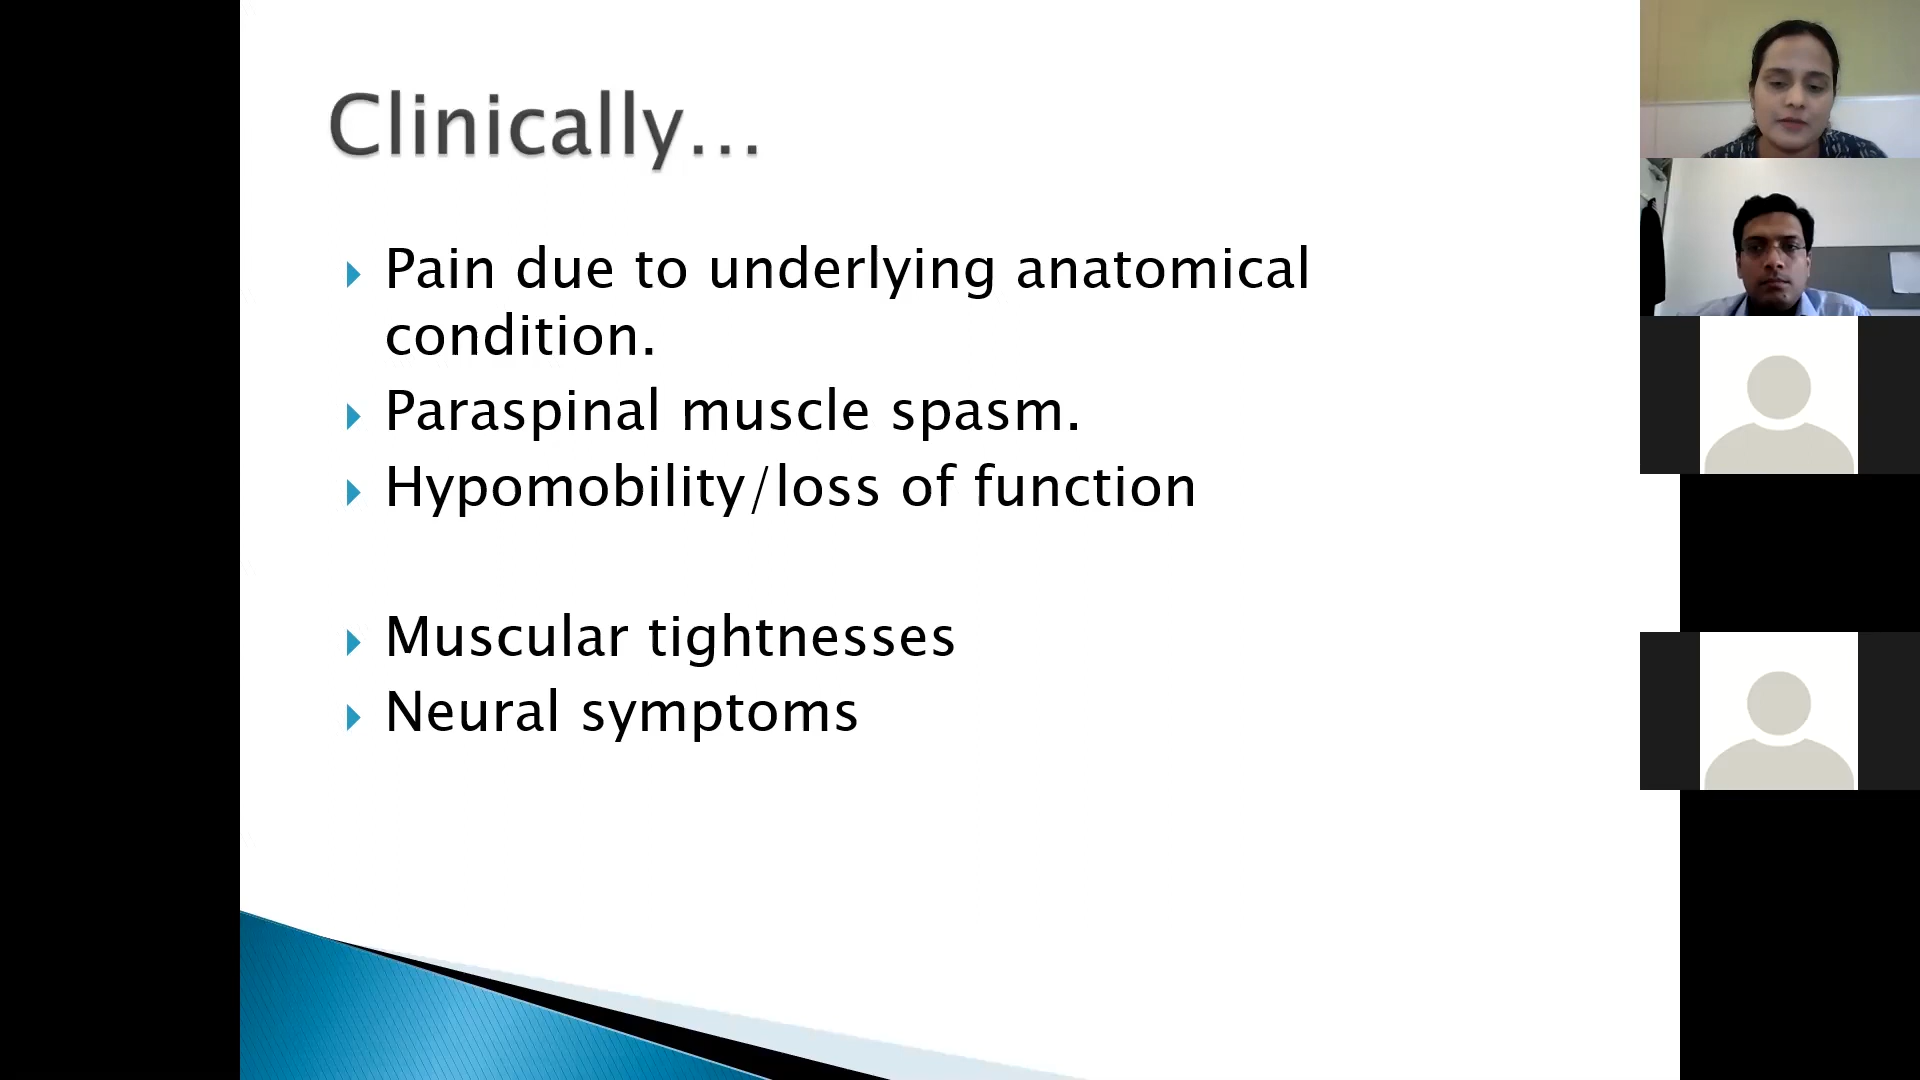 Clinically...
Pain due to underlying anatomical
condition.
Paraspinal muscle spasm.
Hypomobility/loss of function
Muscular tightnesses
Neural symptoms